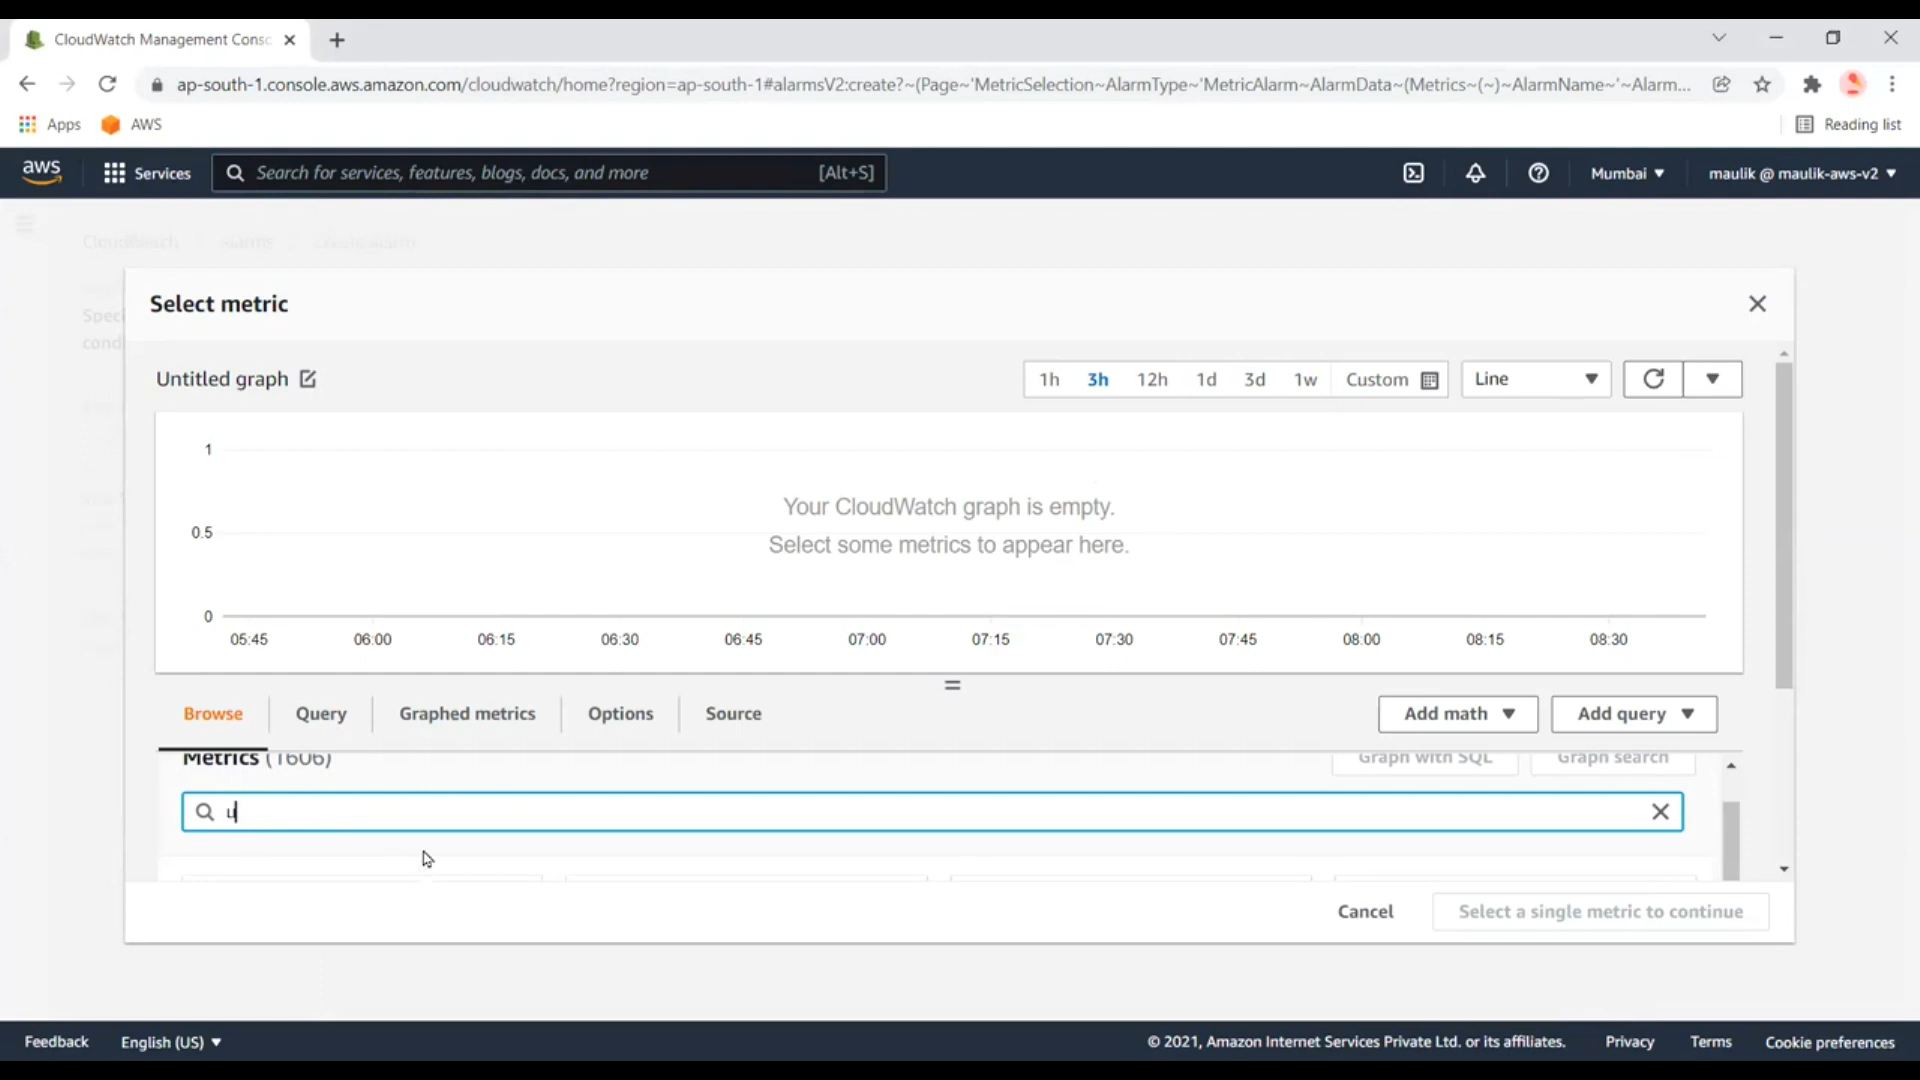 CloudWatch Management Consc
ap-south-1.console.aws.amazon.com/cloudwatch/home?region=ap-south-1#alarmsV2:create?~(Page~'MetricSelection~AlarmType~'MetricAlarm~AlarmData~(Metrics~(~)~AlarmName~'~Alarm...
Apps AWS Reading list
aws Services Search for services, features, blogs, docs, and more [Alt+S] Mumbai ▼ maulik @ maulik-aws-v2 ▼
CloudWatch Alarms Create alarm
Select metric
Untitled graph 1h 3h 12h 1d 3d 1w Custom Line
1
0.5
0
Your CloudWatch graph is empty.
Select some metrics to appear here.
05:45 06:00 06:15 06:30 06:45 07:00 07:15 07:30 07:45 08:00 08:15 08:30
Browse Query Graphed metrics Options Source Add math ▼ Add query ▼
Metrics (1606) Graph with SQL Graph search
u
Cancel Select a single metric to continue
Feedback English (US) ▼ © 2021, Amazon Internet Services Private Ltd. or its affiliates. Privacy Terms Cookie preferences